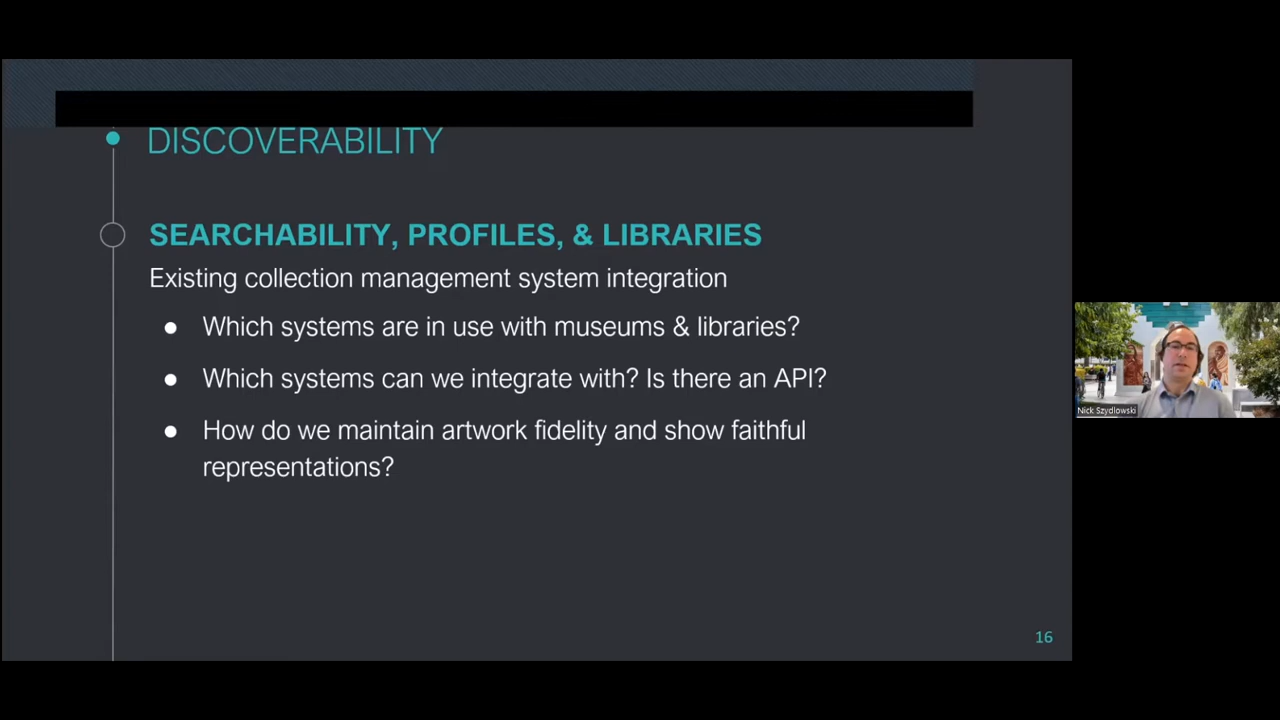 DISCOVERABILITY
SEARCHABILITY, PROFILES, & LIBRARIES
Existing collection management system integration
● Which systems are in use with museums & libraries?
● Which systems can we integrate with? Is there an API?
● How do we maintain artwork fidelity and show faithful
representations?
Nick Szydlowski
16